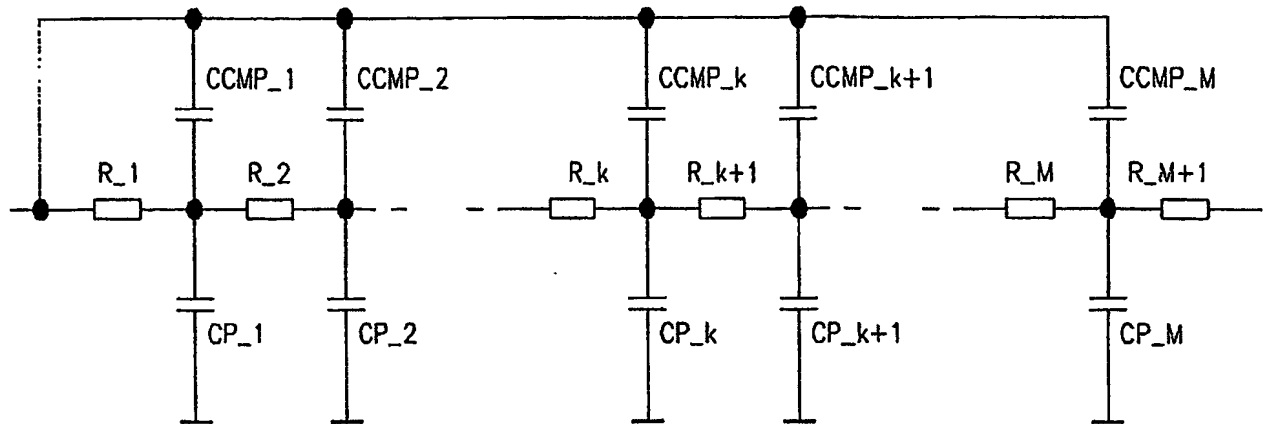 CCMP_1 CCMP_2 CCMP_k CCMP_k+1 CCMP_M
R_1 R_2 R_k R_k+1 R_M R_M+1
CP_1 CP_2 CP_k CP_k+1 CP_M